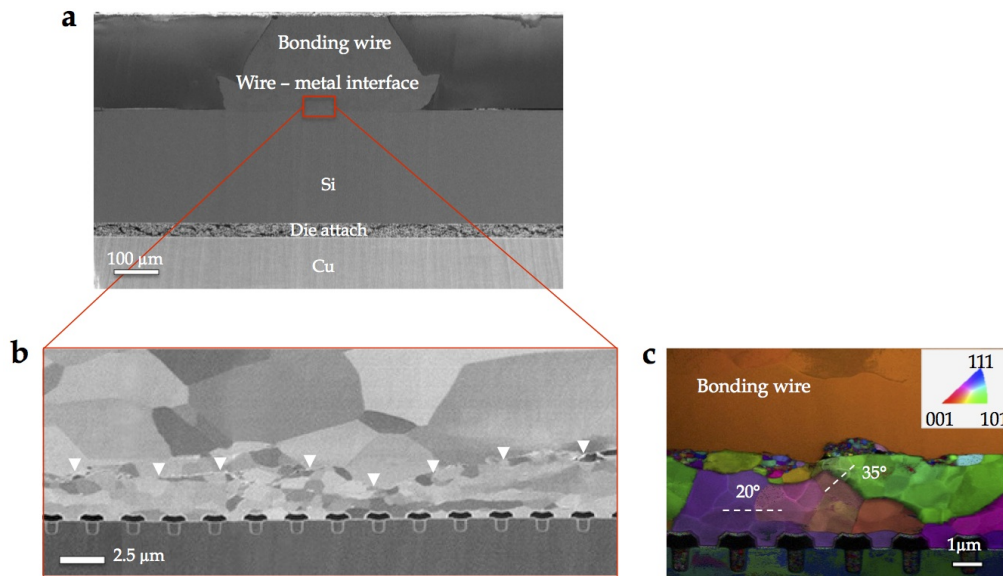 a
Bonding wire
Wire – metal interface
Si
Die attach
100 µm
Cu
b
2.5 µm
c
Bonding wire
111
001
101
35°
20°
1µm